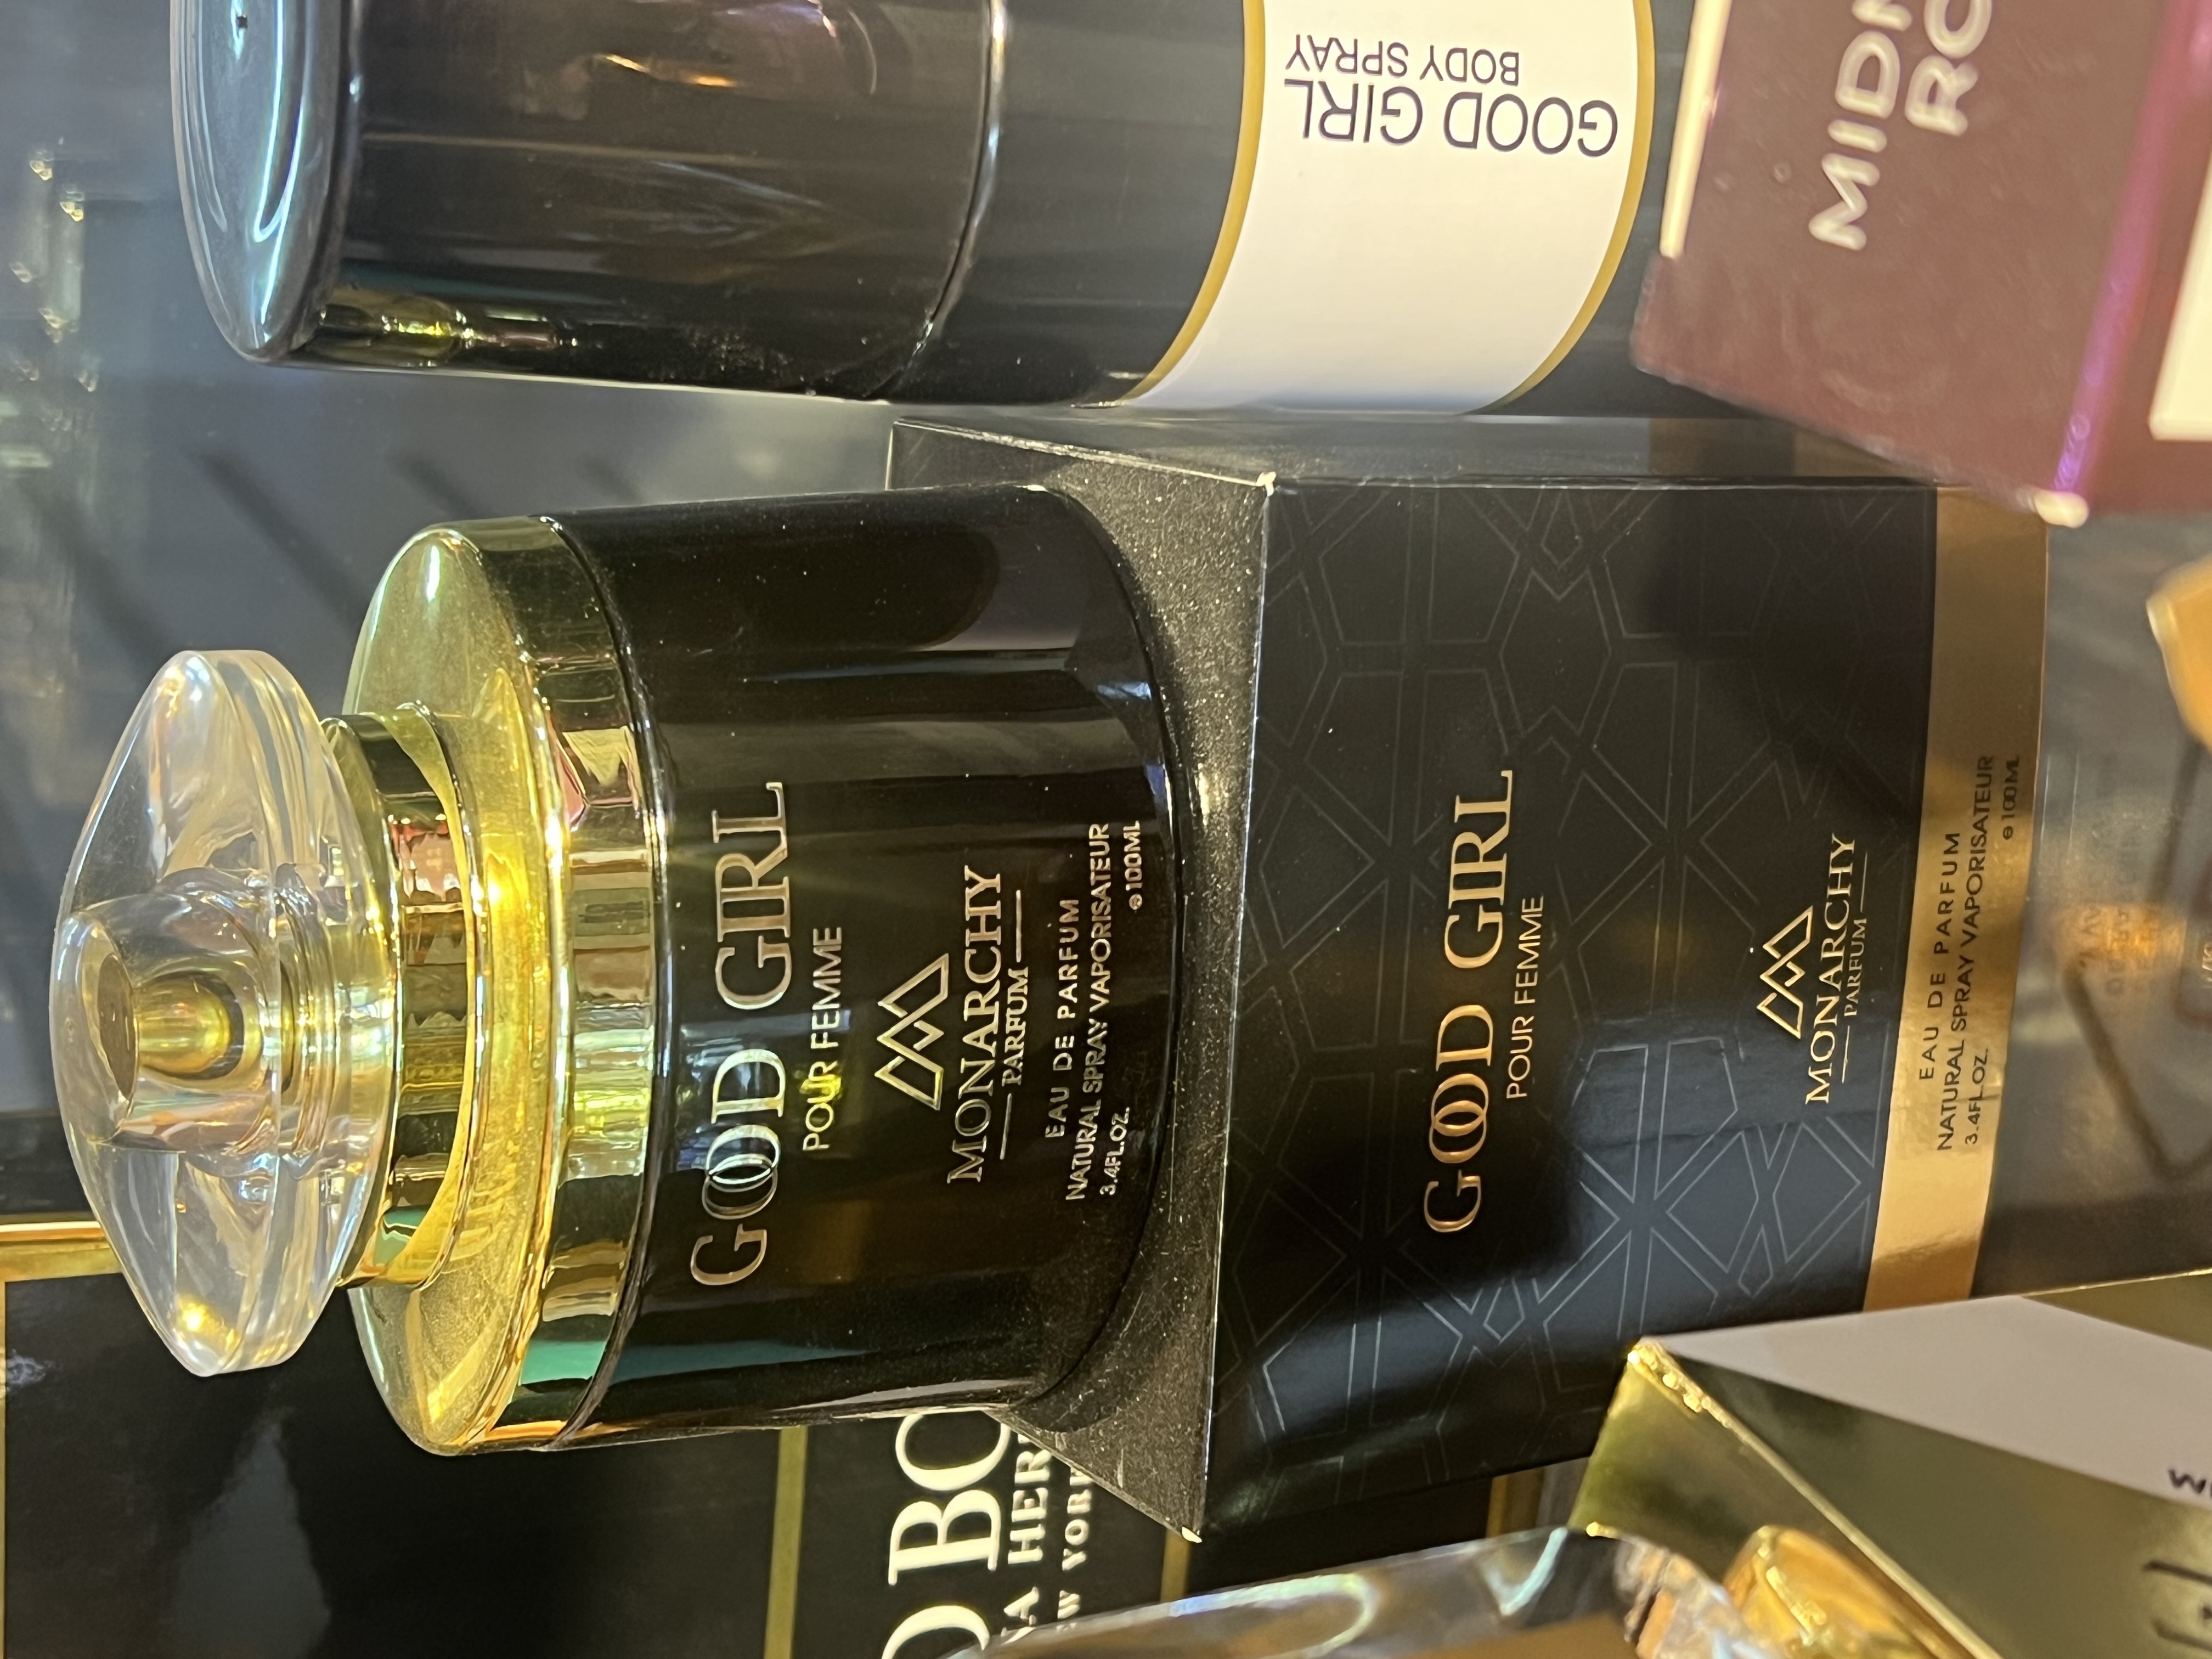 GOOD GIRL
POUR FEMME
MONARCHY
PARFUM
EAU DE PARFUM
NATURAL SPRAY VAPORISATEUR
3.4FL.OZ. ℮100ML
GOOD GIRL
POUR FEMME
MONARCHY
PARFUM
EAU DE PARFUM
NATURAL SPRAY VAPORISATEUR
3.4FL.OZ. ℮100ML
GOOD GIRL
BODY SPRAY